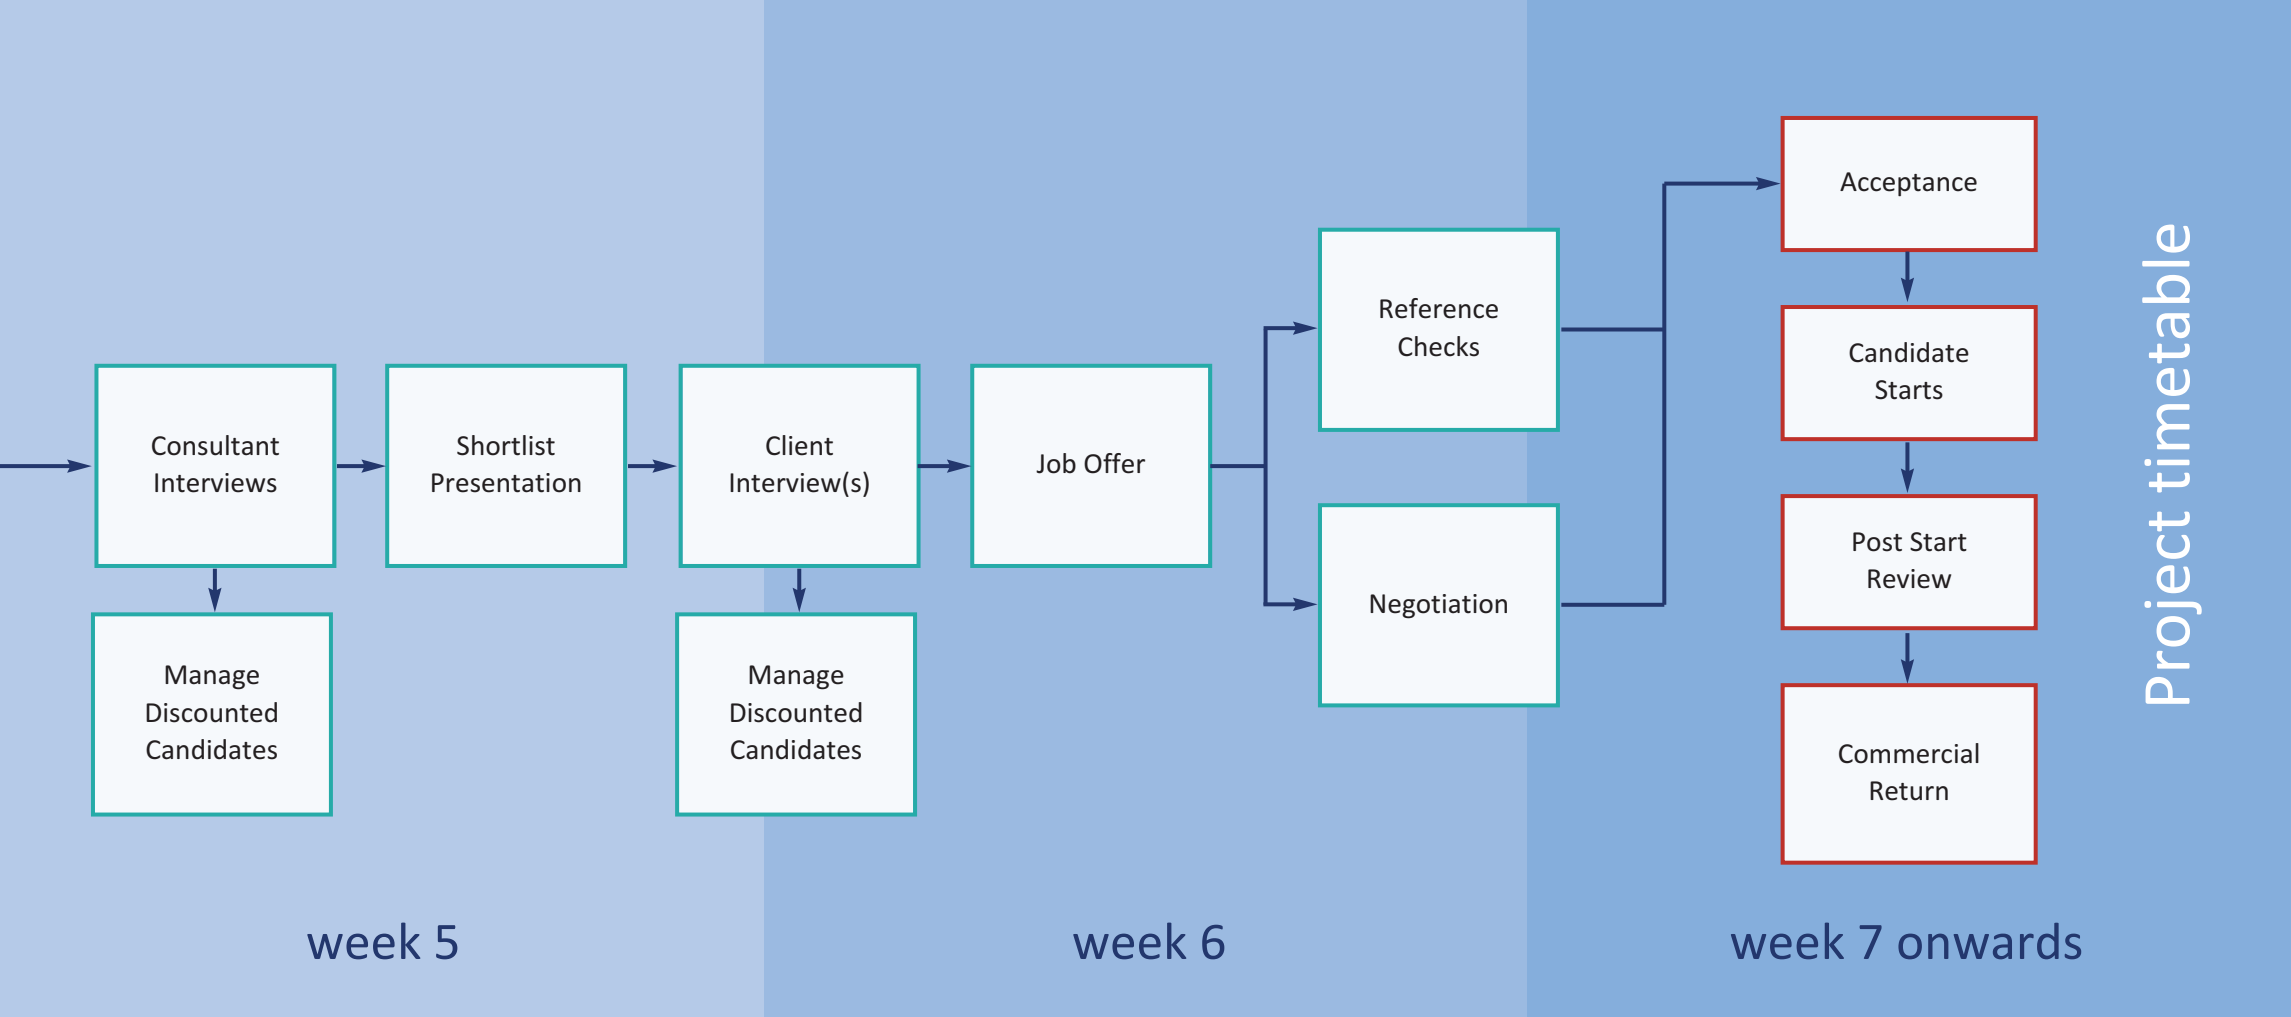 Consultant
Interviews
Shortlist
Presentation
Client
Interview(s)
Job Offer
Reference
Checks
Negotiation
Manage
Discounted
Candidates
Manage
Discounted
Candidates
Acceptance
Candidate
Starts
Post Start
Review
Commercial
Return
Project timetable
week 5
week 6
week 7 onwards